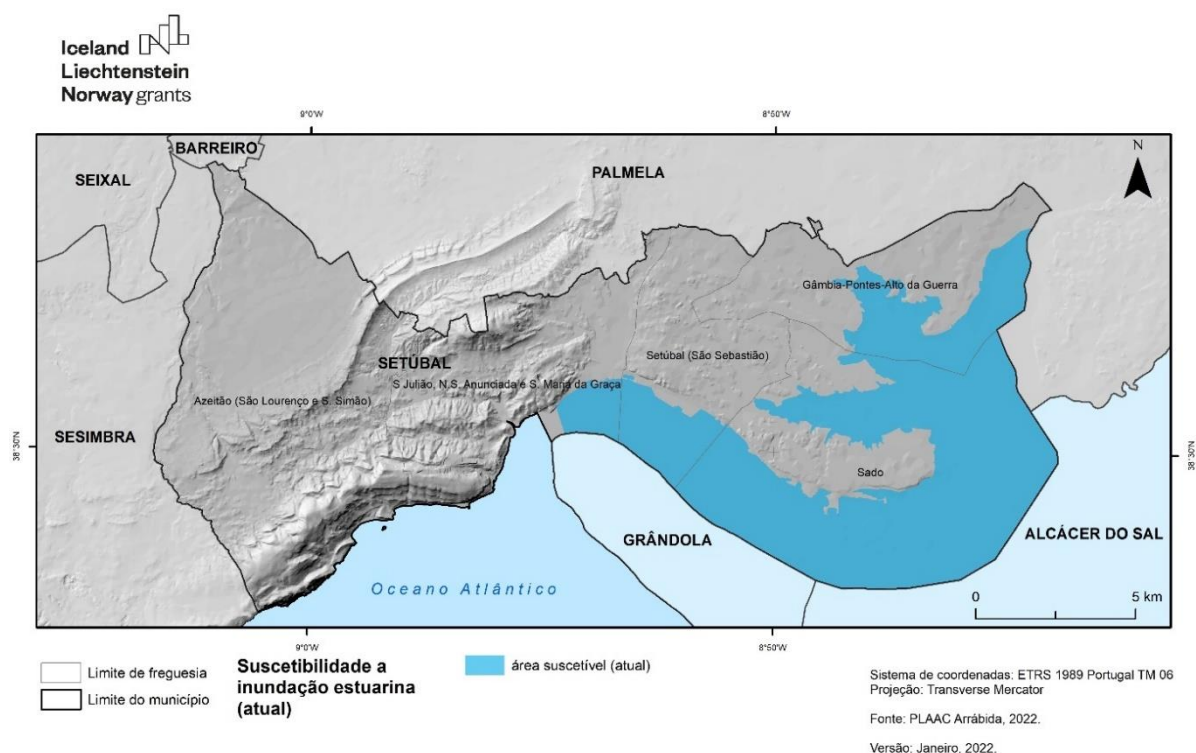 Iceland
Liechtenstein
Norway grants
9°0'W
8°50'W
BARREIRO
SEIXAL
PALMELA
N
Gâmbia-Pontes-Alto da Guerra
SETÚBAL
Setúbal (São Sebastião)
S Julião, N.S. Anunciada e S. Maria da Graça
Azeitão (São Lourenço e S. Simão)
SESIMBRA
38°30'N
38°30'N
Sado
GRÂNDOLA
ALCÁCER DO SAL
Oceano Atlântico
0
5 km
9°0'W
8°50'W
Limite de freguesia
Limite do município
Suscetibilidade a
inundação estuarina
(atual)
área suscetível (atual)
Sistema de coordenadas: ETRS 1989 Portugal TM 06
Projeção: Transverse Mercator
Fonte: PLAAC Arrábida, 2022.
Versão: Janeiro, 2022.